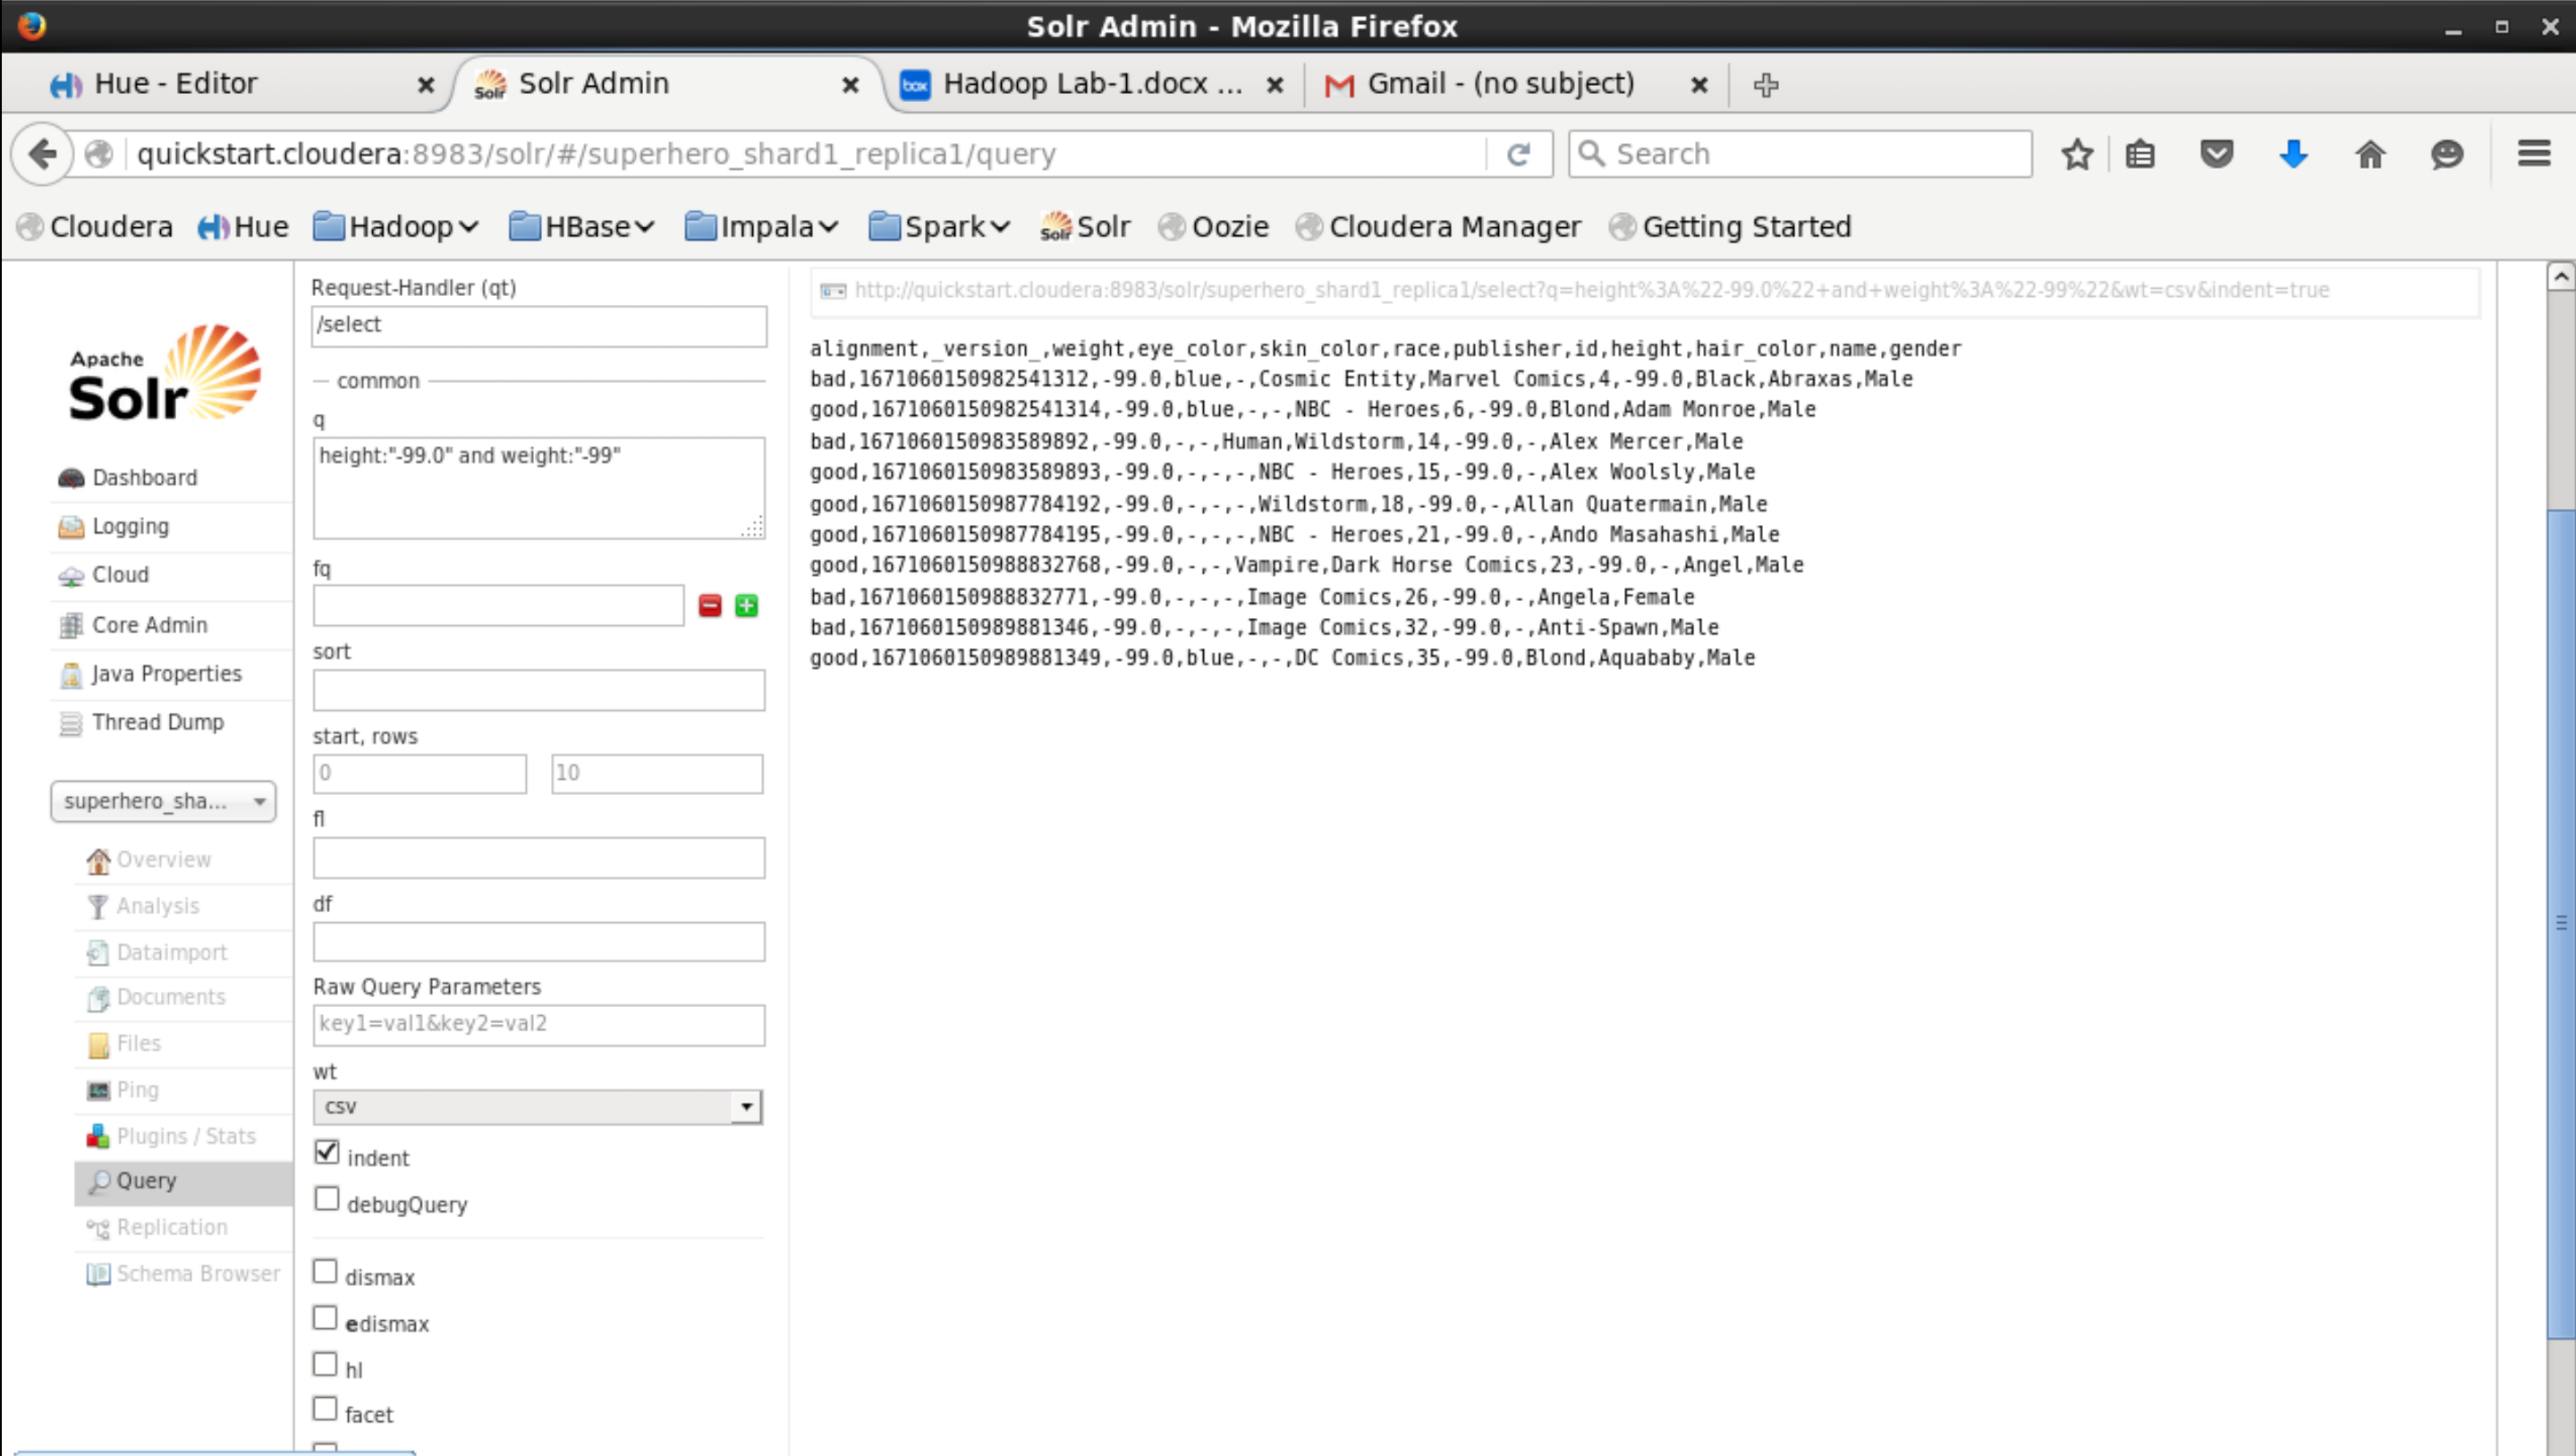 Solr Admin - Mozilla Firefox
Hue - Editor
Solr Admin
Hadoop Lab-1.docx ...
Gmail - (no subject)
quickstart.cloudera:8983/solr/#/superhero_shard1_replica1/query
Search
Cloudera Hue Hadoop HBase Impala Spark Solr Oozie Cloudera Manager Getting Started
Apache
Solr
Dashboard
Logging
Cloud
Core Admin
Java Properties
Thread Dump
superhero_sha...
Overview
Analysis
Dataimport
Documents
Files
Ping
Plugins / Stats
Query
Replication
Schema Browser
Request-Handler (qt)
/select
common
q
height:"-99.0" and weight:"-99"
fq
sort
start, rows
0 10
fl
df
Raw Query Parameters
key1=val1&key2=val2
wt
csv
indent
debugQuery
dismax
edismax
hl
facet
http://quickstart.cloudera:8983/solr/superhero_shard1_replica1/select?q=height%3A%22-99.0%22+and+weight%3A%22-99%22&wt=csv&indent=true
alignment,_version_,weight,eye_color,skin_color,race,publisher,id,height,hair_color,name,gender
bad,1671060150982541312,-99.0,blue,-,Cosmic Entity,Marvel Comics,4,-99.0,Black,Abraxas,Male
good,1671060150982541314,-99.0,blue,-,-,NBC - Heroes,6,-99.0,Blond,Adam Monroe,Male
bad,1671060150983589892,-99.0,-,-,Human,Wildstorm,14,-99.0,-,Alex Mercer,Male
good,1671060150983589893,-99.0,-,-,-,NBC - Heroes,15,-99.0,-,Alex Woolsly,Male
good,1671060150987784192,-99.0,-,-,-,Wildstorm,18,-99.0,-,Allan Quatermain,Male
good,1671060150987784195,-99.0,-,-,-,NBC - Heroes,21,-99.0,-,Ando Masahashi,Male
good,1671060150988832768,-99.0,-,-,Vampire,Dark Horse Comics,23,-99.0,-,Angel,Male
bad,1671060150988832771,-99.0,-,-,-,Image Comics,26,-99.0,-,Angela,Female
bad,1671060150989881346,-99.0,-,-,-,Image Comics,32,-99.0,-,Anti-Spawn,Male
good,1671060150989881349,-99.0,blue,-,-,DC Comics,35,-99.0,Blond,Aquababy,Male